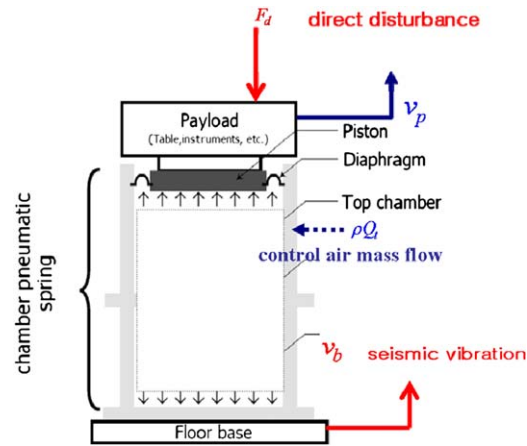 F_d direct disturbance
v_p
Payload
(Table,instruments, etc.)
Piston
Diaphragm
Top chamber
ρQ_t
control air mass flow
chamber pneumatic
spring
v_b seismic vibration
Floor base